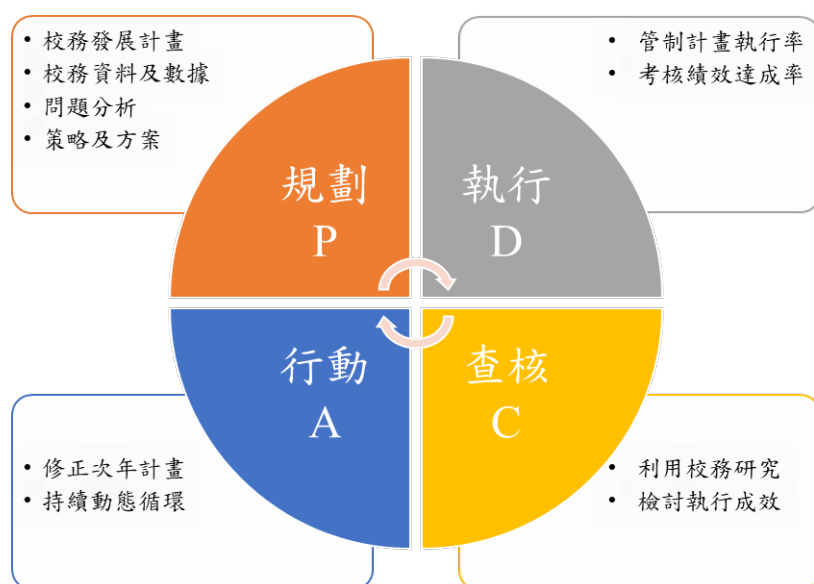 • 校務發展計畫
• 校務資料及數據
• 問題分析
• 策略及方案
• 管制計畫執行率
• 考核績效達成率
規劃
P
執行
D
行動
A
查核
C
• 修正次年計畫
• 持續動態循環
• 利用校務研究
• 檢討執行成效